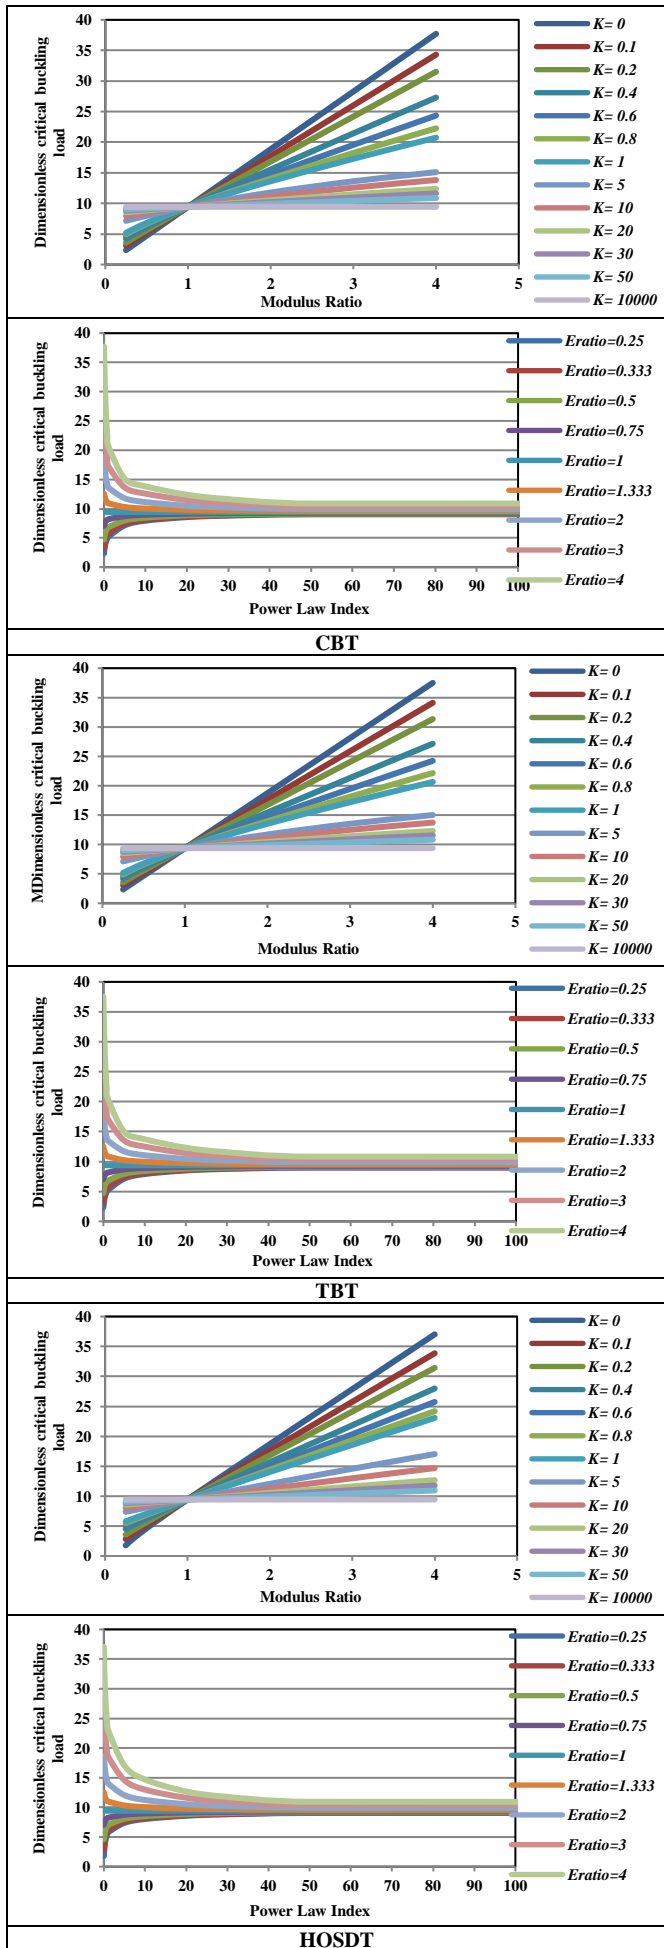 Dimensionless critical buckling
load
40
35
30
25
20
15
10
5
0
0 1 2 3 4 5
Modulus Ratio
K= 0
K= 0.1
K= 0.2
K= 0.4
K= 0.6
K= 0.8
K= 1
K= 5
K= 10
K= 20
K= 30
K= 50
K= 10000
Dimensionless critical buckling
load
40
35
30
25
20
15
10
5
0
0 10 20 30 40 50 60 70 80 90 100
Power Law Index
Eratio=0.25
Eratio=0.333
Eratio=0.5
Eratio=0.75
Eratio=1
Eratio=1.333
Eratio=2
Eratio=3
Eratio=4
CBT
MDimensionless critical buckling
load
40
35
30
25
20
15
10
5
0
0 1 2 3 4 5
Modulus Ratio
K= 0
K= 0.1
K= 0.2
K= 0.4
K= 0.6
K= 0.8
K= 1
K= 5
K= 10
K= 20
K= 30
K= 50
K= 10000
Dimensionless critical buckling
load
40
35
30
25
20
15
10
5
0
0 10 20 30 40 50 60 70 80 90 100
Power Law Index
Eratio=0.25
Eratio=0.333
Eratio=0.5
Eratio=0.75
Eratio=1
Eratio=1.333
Eratio=2
Eratio=3
Eratio=4
TBT
Dimensionless critical buckling
load
40
35
30
25
20
15
10
5
0
0 1 2 3 4 5
Modulus Ratio
K= 0
K= 0.1
K= 0.2
K= 0.4
K= 0.6
K= 0.8
K= 1
K= 5
K= 10
K= 20
K= 30
K= 50
K= 10000
Dimensionless critical buckling
load
40
35
30
25
20
15
10
5
0
0 10 20 30 40 50 60 70 80 90 100
Power Law Index
Eratio=0.25
Eratio=0.333
Eratio=0.5
Eratio=0.75
Eratio=1
Eratio=1.333
Eratio=2
Eratio=3
Eratio=4
HOSDT